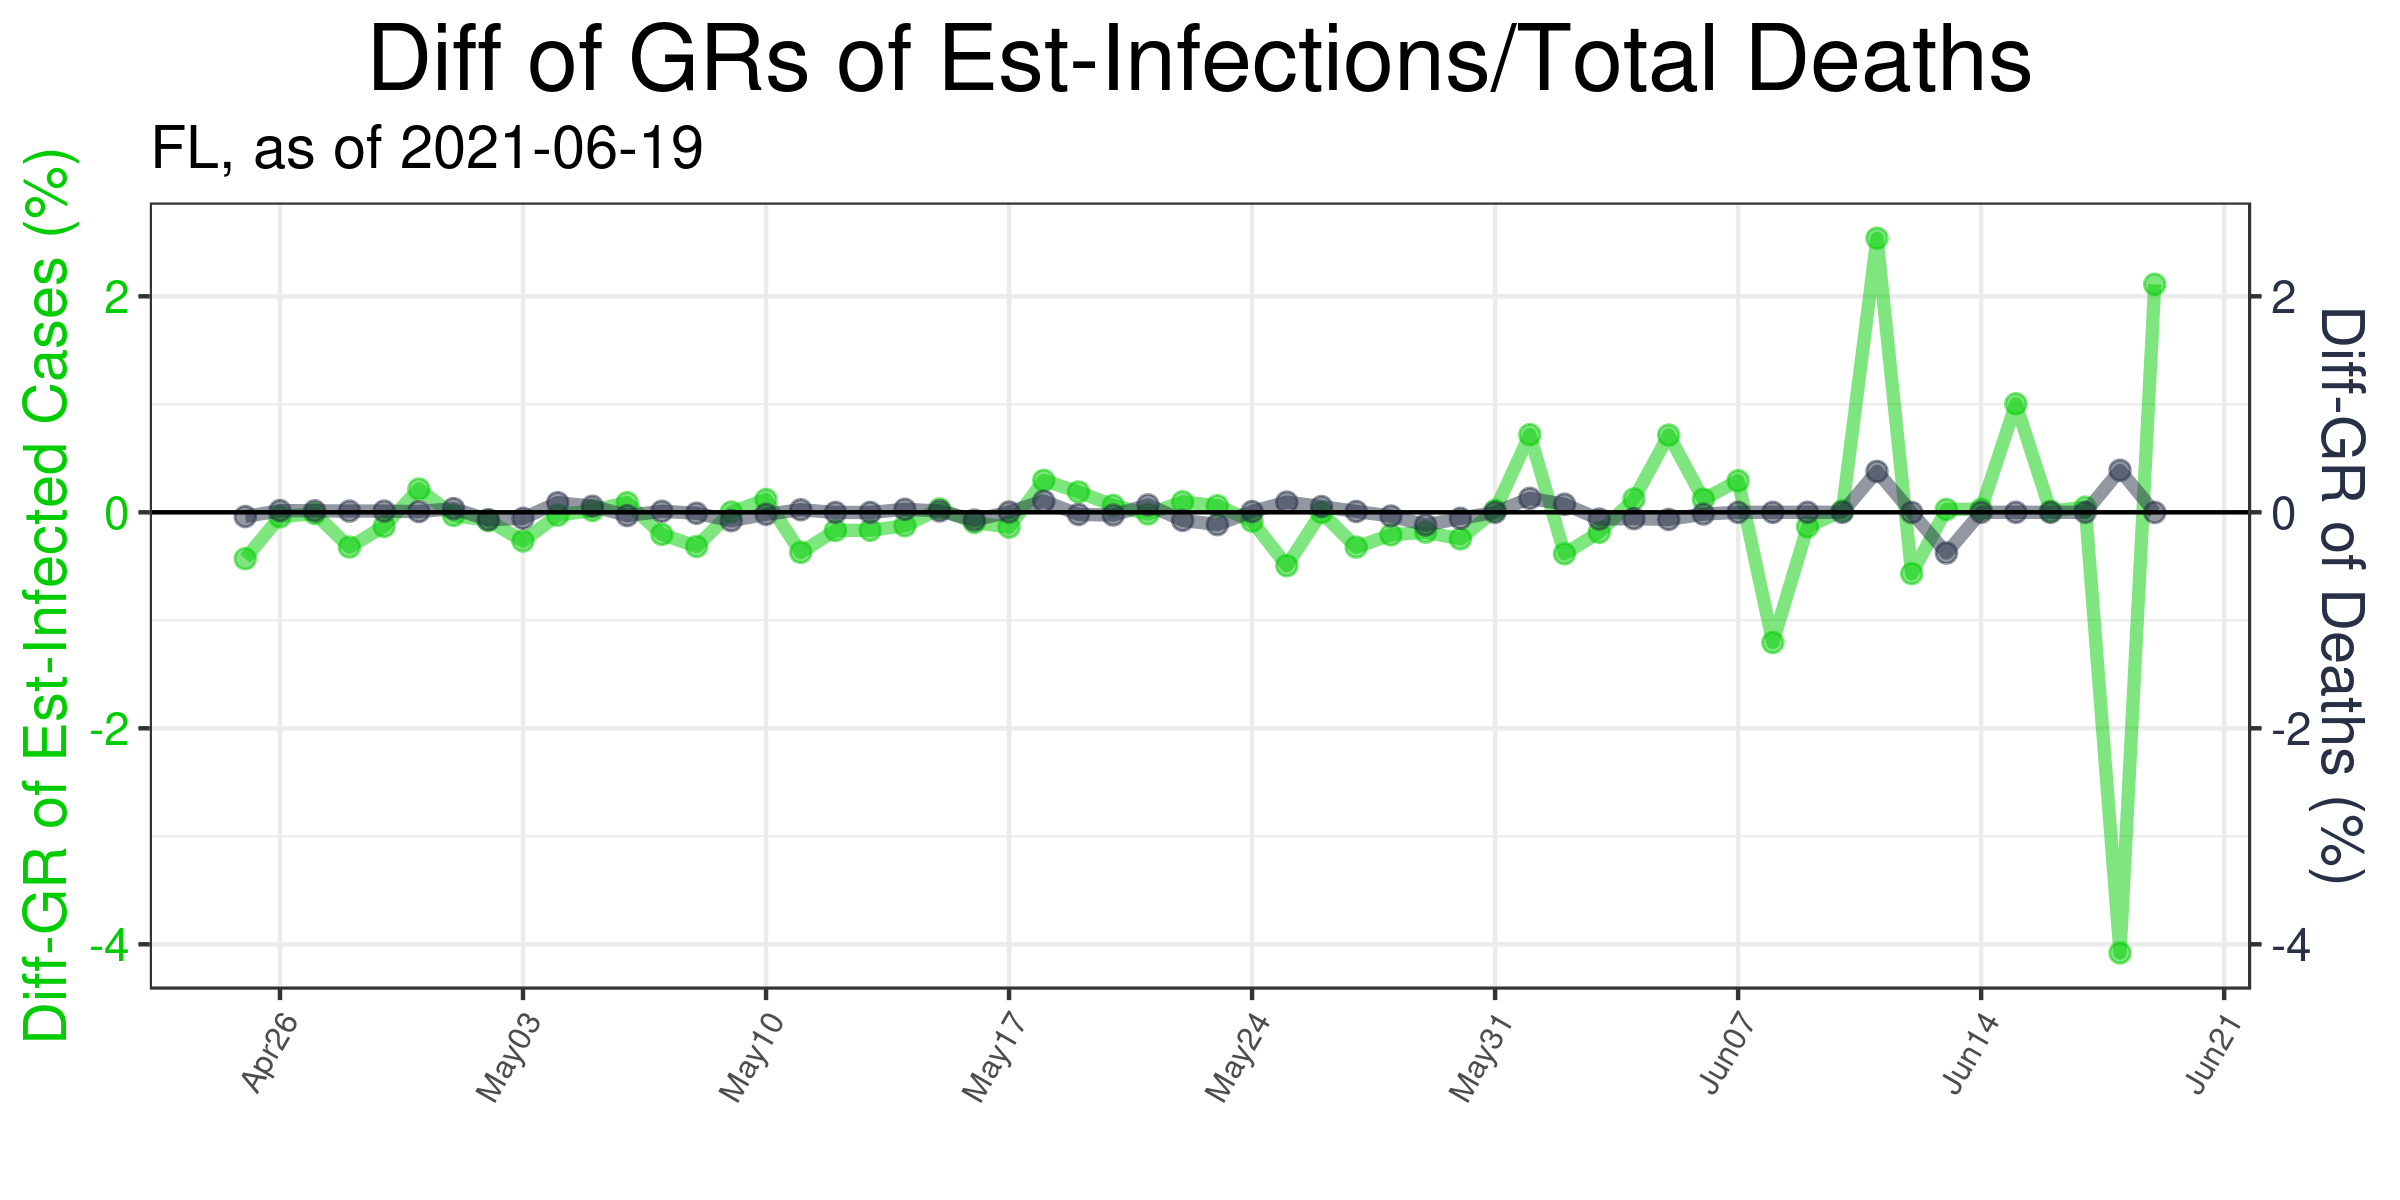 Diff of GRs of Est-Infections/Total Deaths
FL, as of 2021-06-19
Diff-GR of Est-Infected Cases (%)
2
0
-2
-4
2
0
-2
-4
Diff-GR of Deaths (%)
Apr26
May03
May10
May17
May24
May31
Jun07
Jun14
Jun21